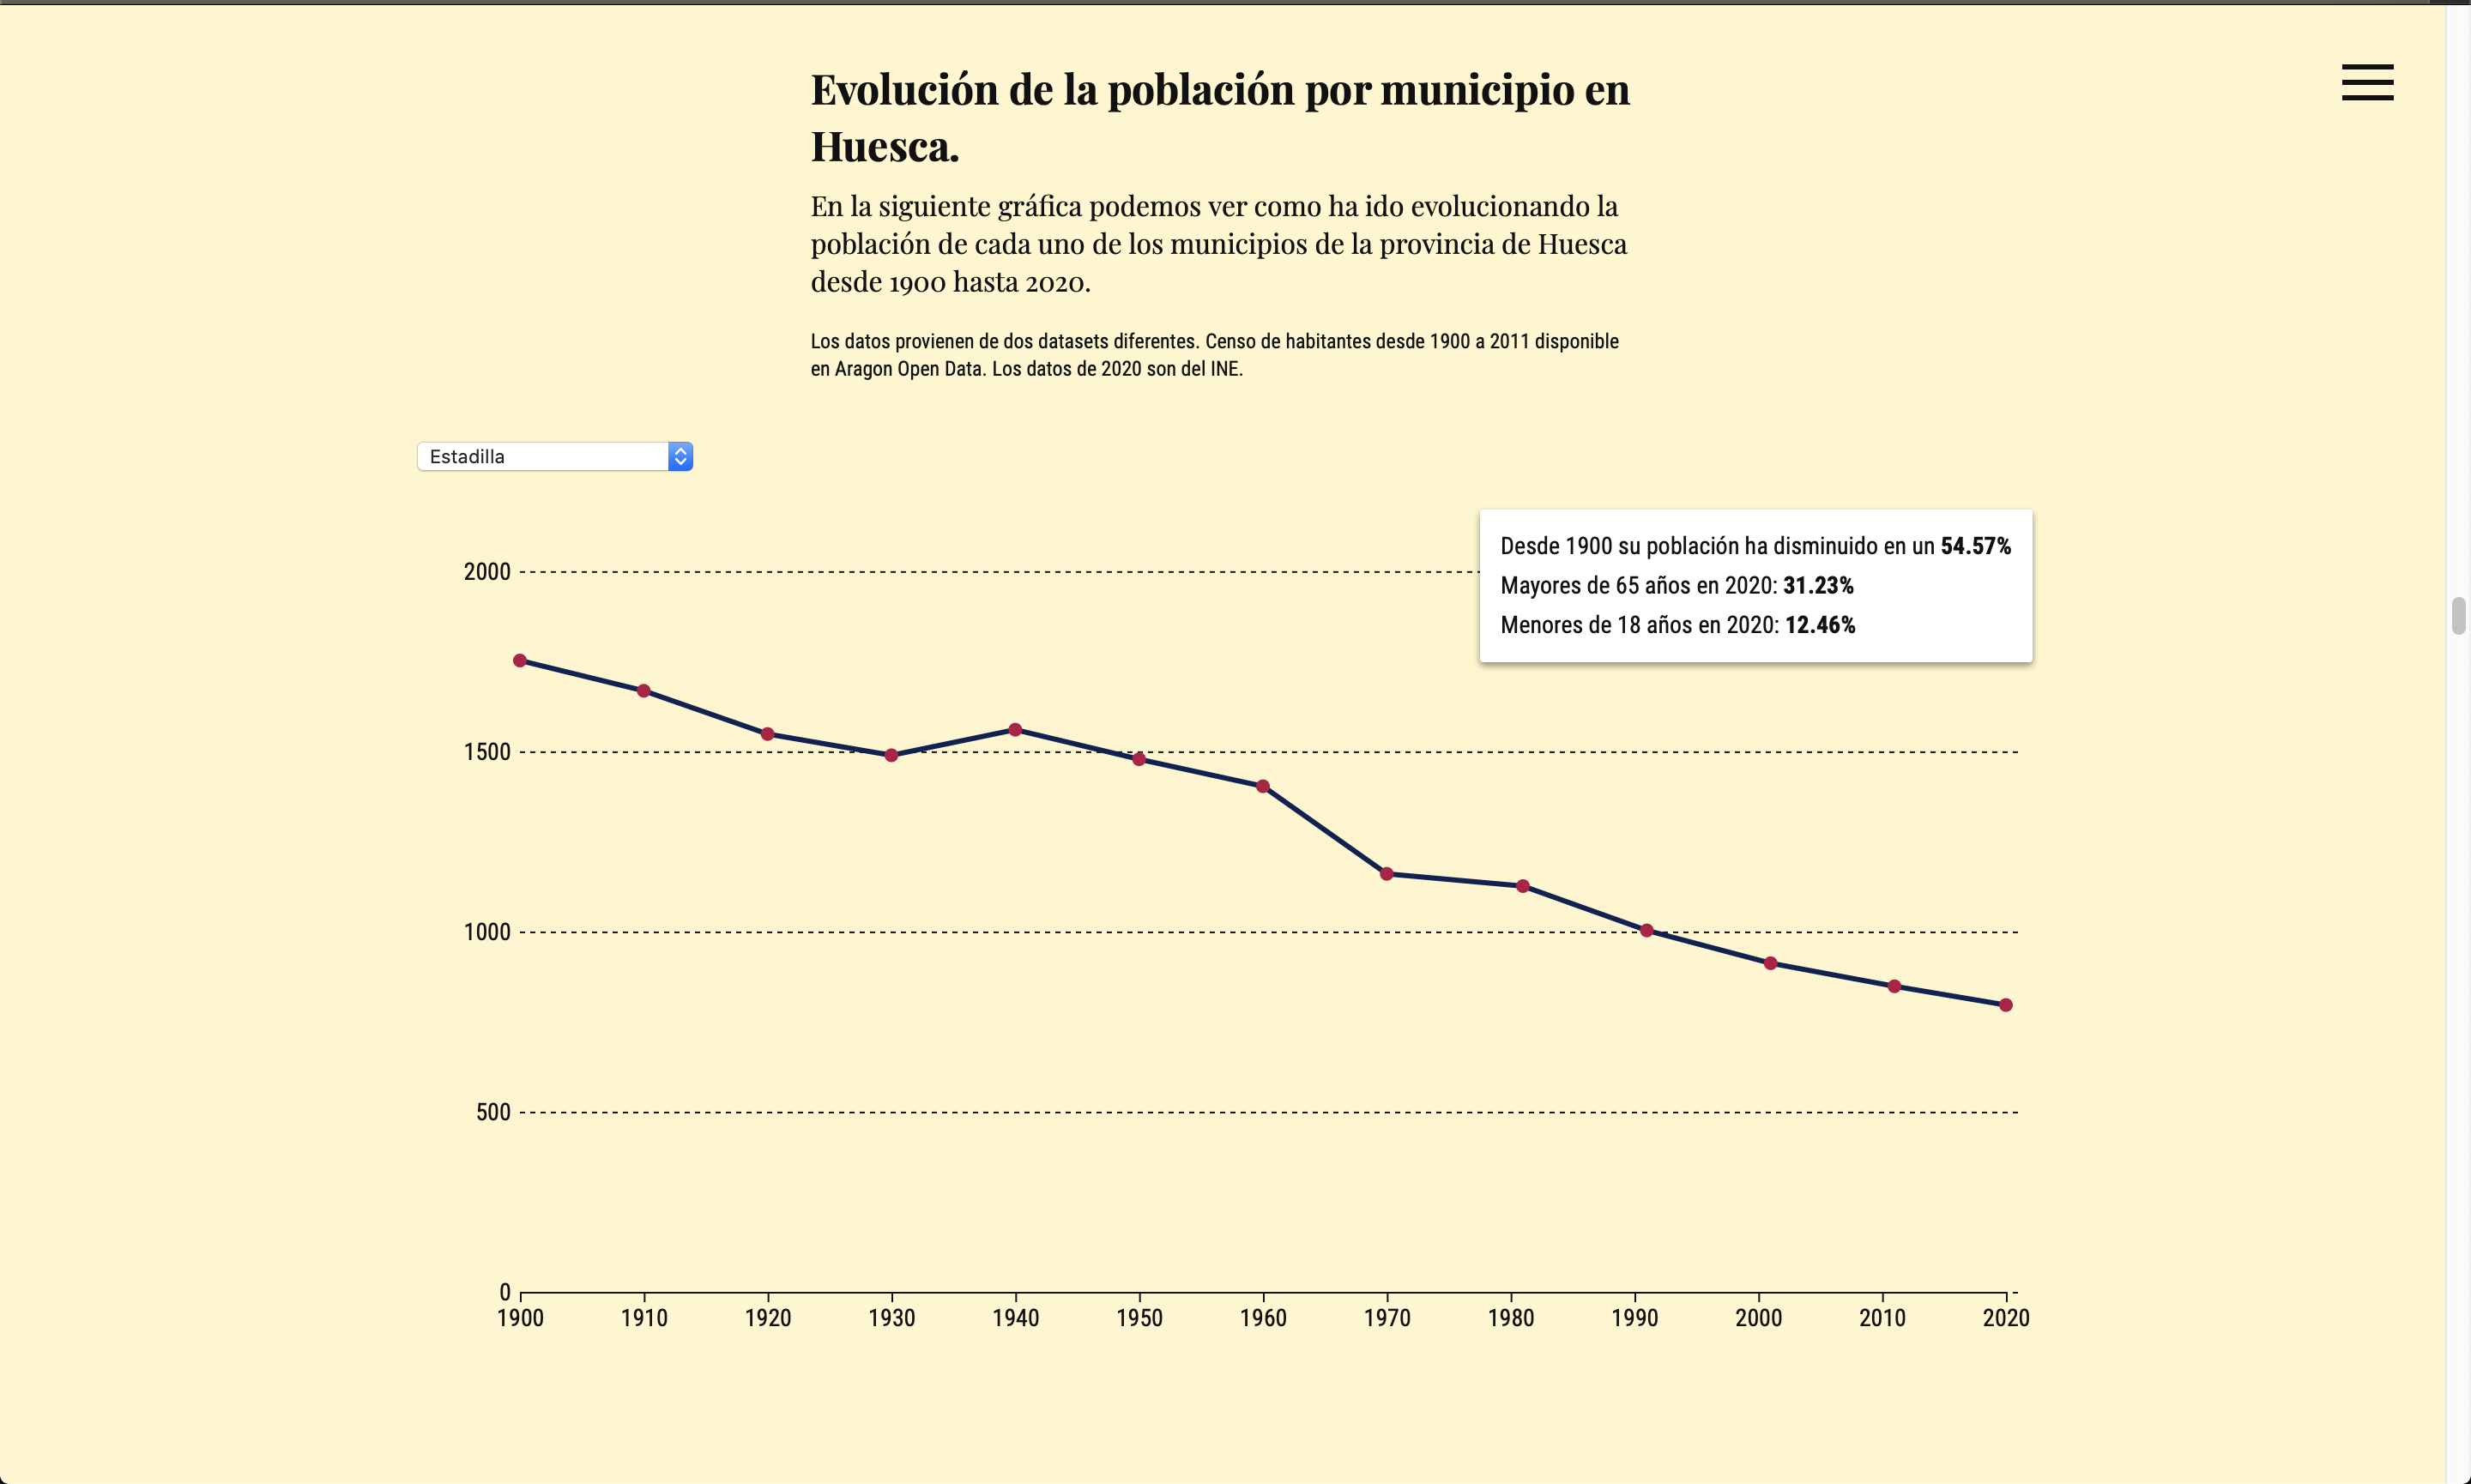 Evolución de la población por municipio en
Huesca.
En la siguiente gráfica podemos ver como ha ido evolucionando la
población de cada uno de los municipios de la provincia de Huesca
desde 1900 hasta 2020.
Los datos provienen de dos datasets diferentes. Censo de habitantes desde 1900 a 2011 disponible
en Aragon Open Data. Los datos de 2020 son del INE.
Estadilla
Desde 1900 su población ha disminuido en un 54.57%
Mayores de 65 años en 2020: 31.23%
Menores de 18 años en 2020: 12.46%
2000
1500
1000
500
0
1900 1910 1920 1930 1940 1950 1960 1970 1980 1990 2000 2010 2020